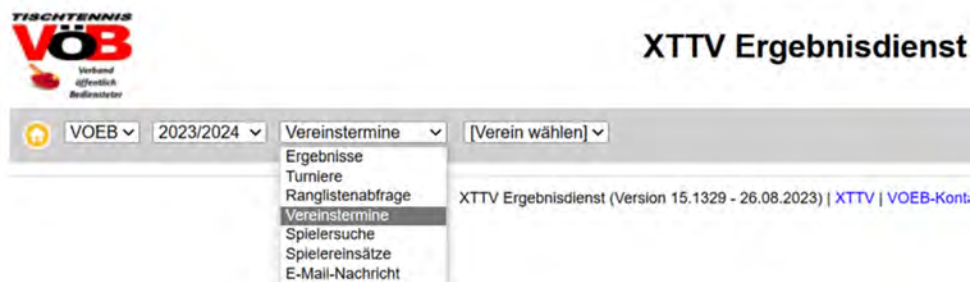 TISCHTENNIS
VÖB
Verband
öffentlich
Bediensteter
XTTV Ergebnisdienst
VOEB 2023/2024 Vereinstermine [Verein wählen]
Ergebnisse
Turniere
Ranglistenabfrage
Vereinstermine
Spielersuche
Spielereinsätze
E-Mail-Nachricht
XTTV Ergebnisdienst (Version 15.1329 - 26.08.2023) | XTTV | VOEB-Konta